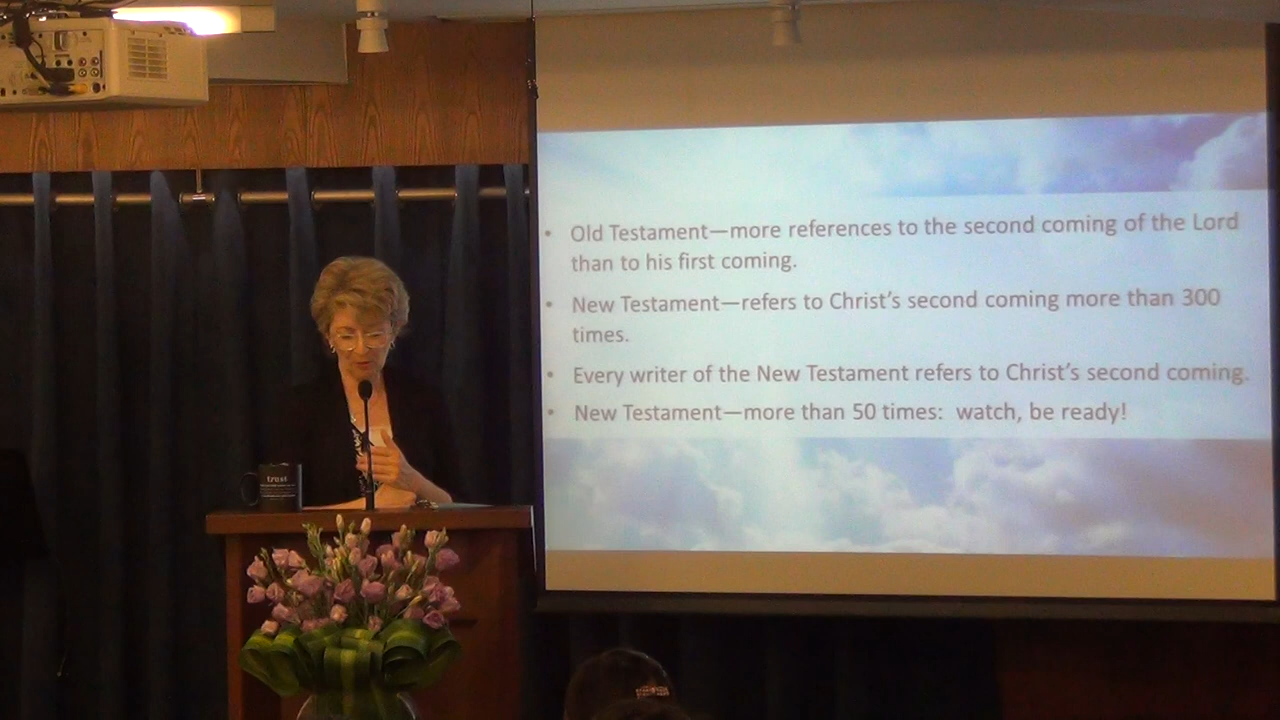 • Old Testament—more references to the second coming of the Lord
than to his first coming.
• New Testament—refers to Christ's second coming more than 300
times.
• Every writer of the New Testament refers to Christ's second coming.
• New Testament—more than 50 times: watch, be ready!
trust